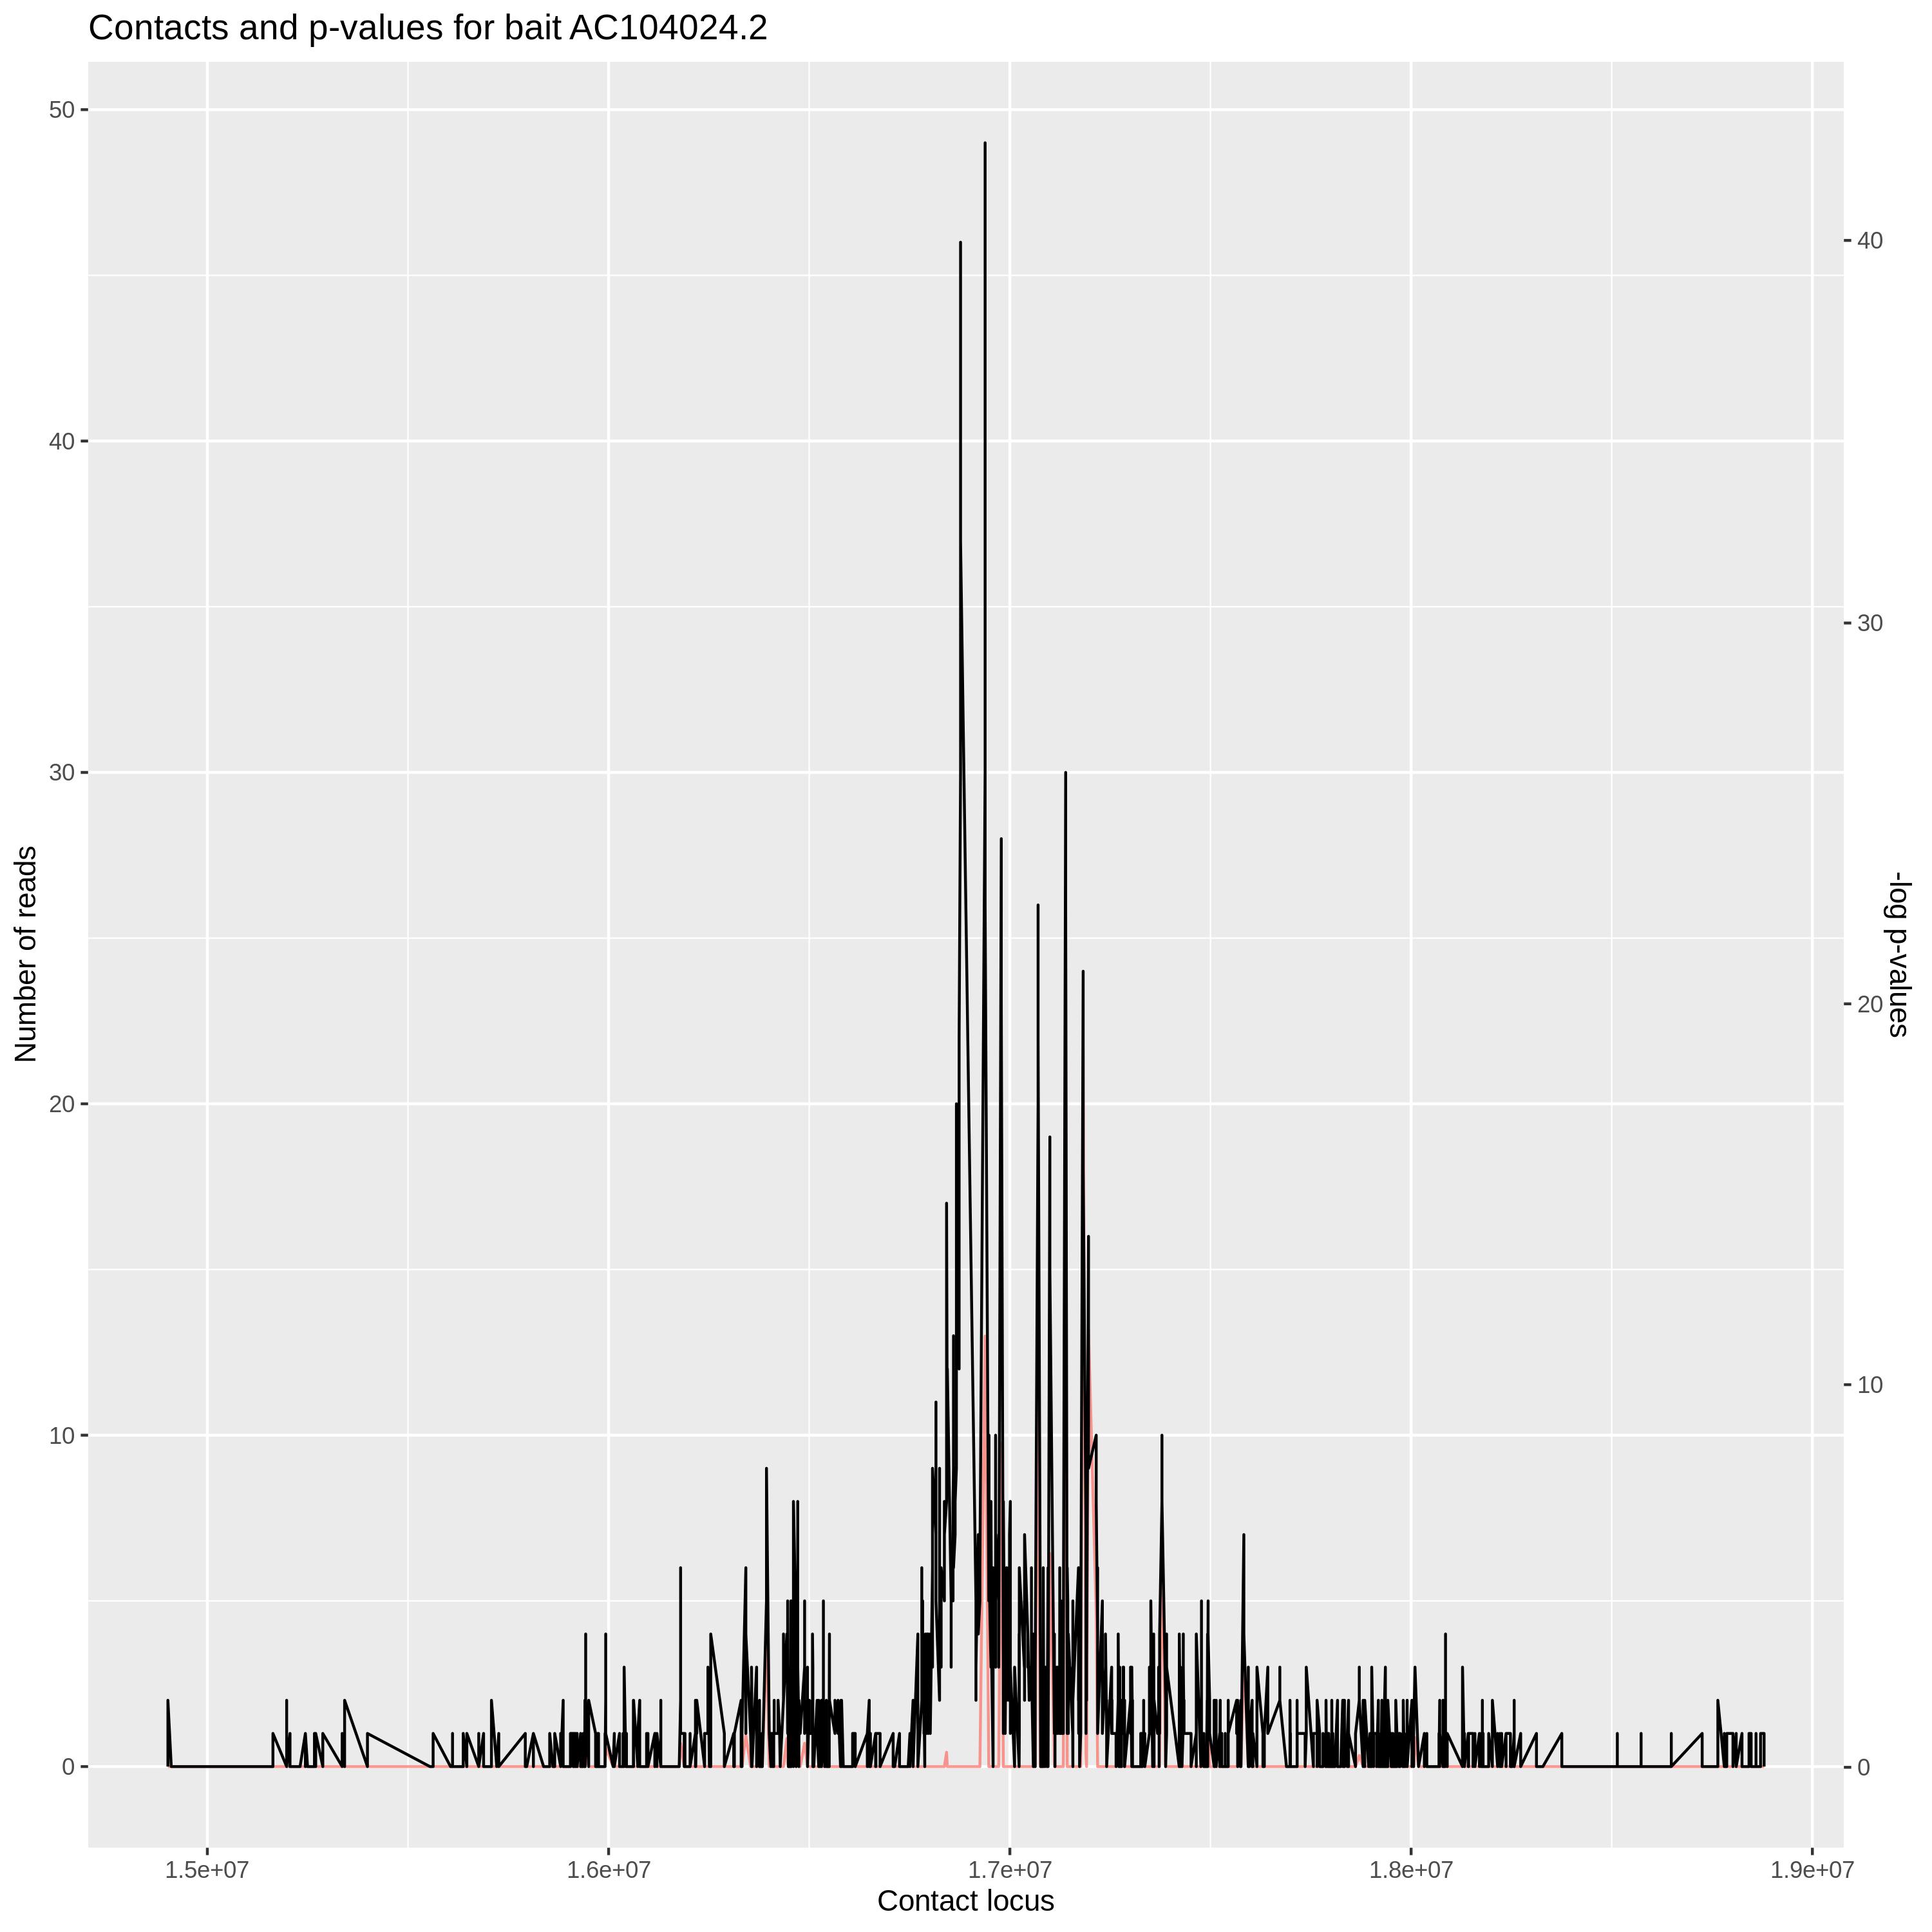 Contacts and p-values for bait AC104024.2
50
40
30
20
10
0
Number of reads
40
30
20
10
0
-log p-values
1.5e+07
1.6e+07
1.7e+07
1.8e+07
1.9e+07
Contact locus